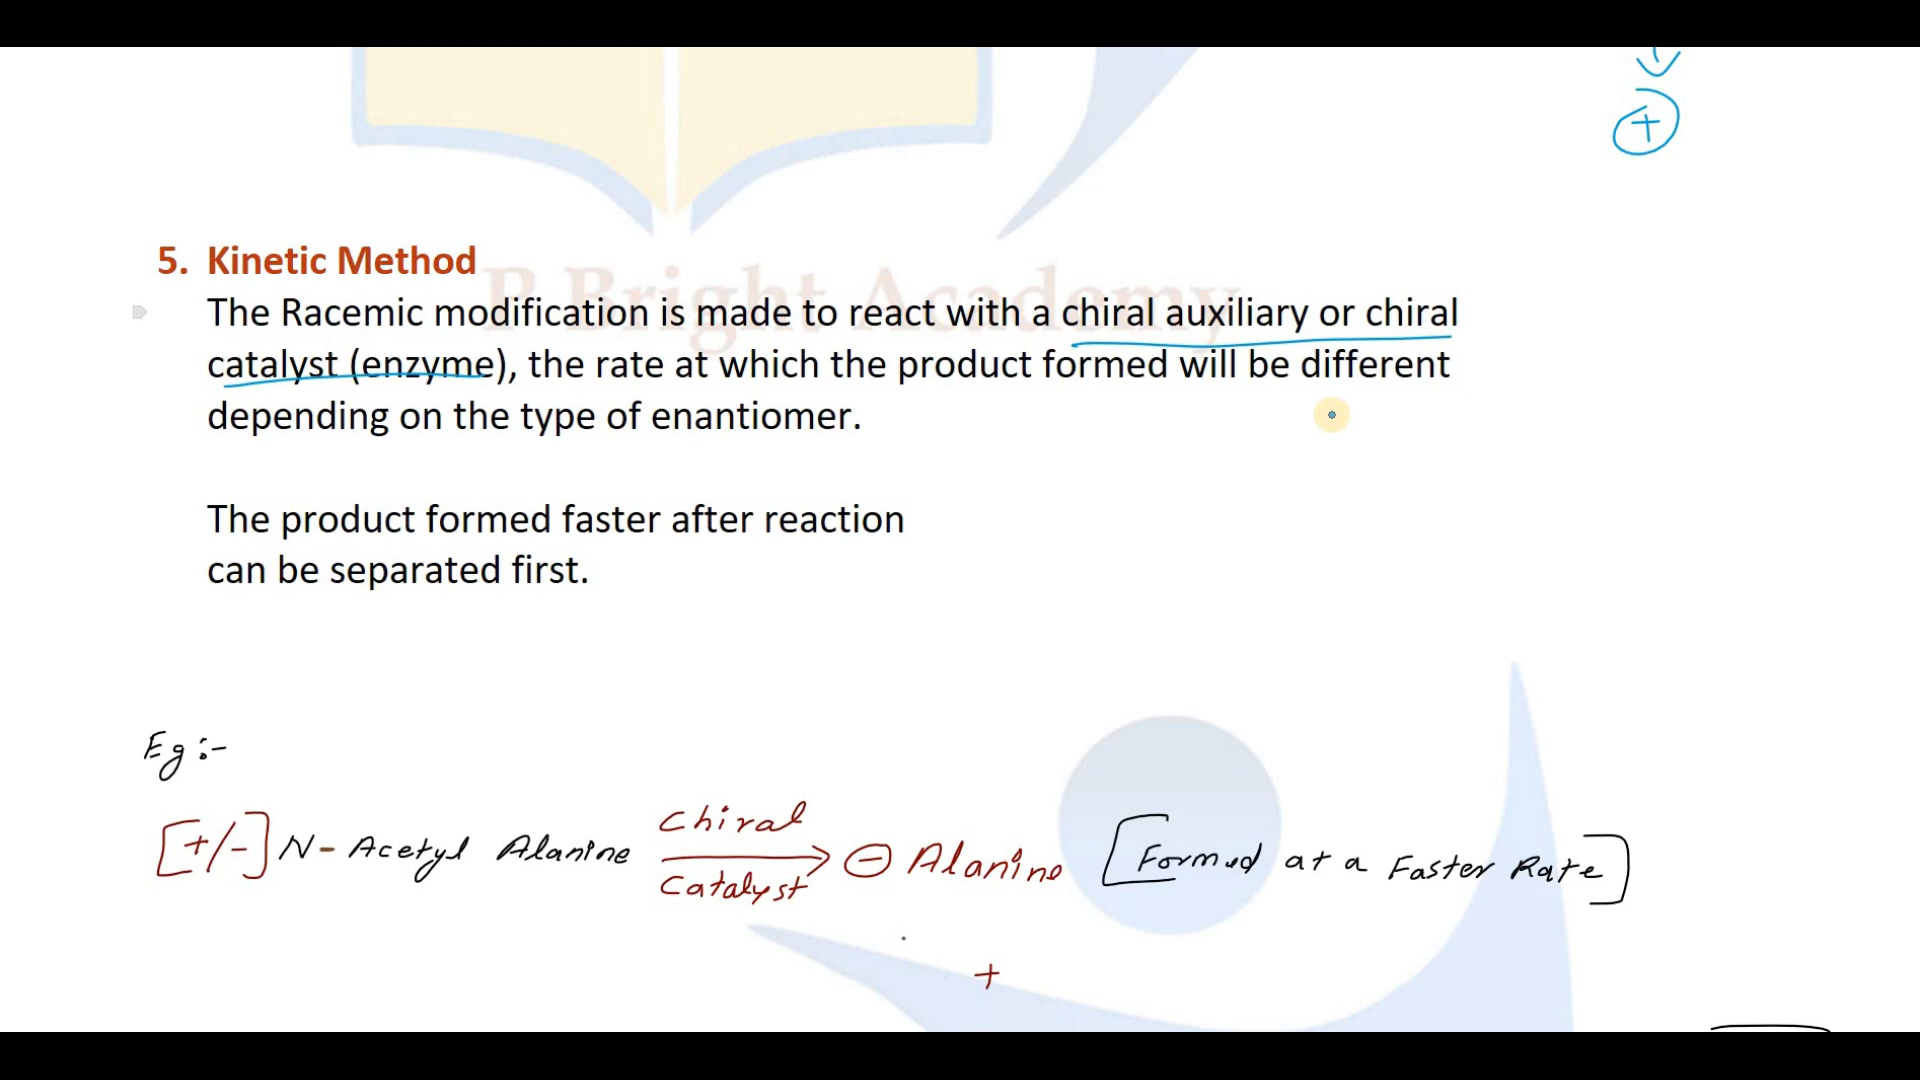 +
5. Kinetic Method
P Bright Academy
The Racemic modification is made to react with a chiral auxiliary or chiral
catalyst (enzyme), the rate at which the product formed will be different
depending on the type of enantiomer.
The product formed faster after reaction
can be separated first.
Eg :-
[+/-] N-Acetyl Alanine Chiral Catalyst → ⊖ Alanine [Formed at a Faster Rate]
+